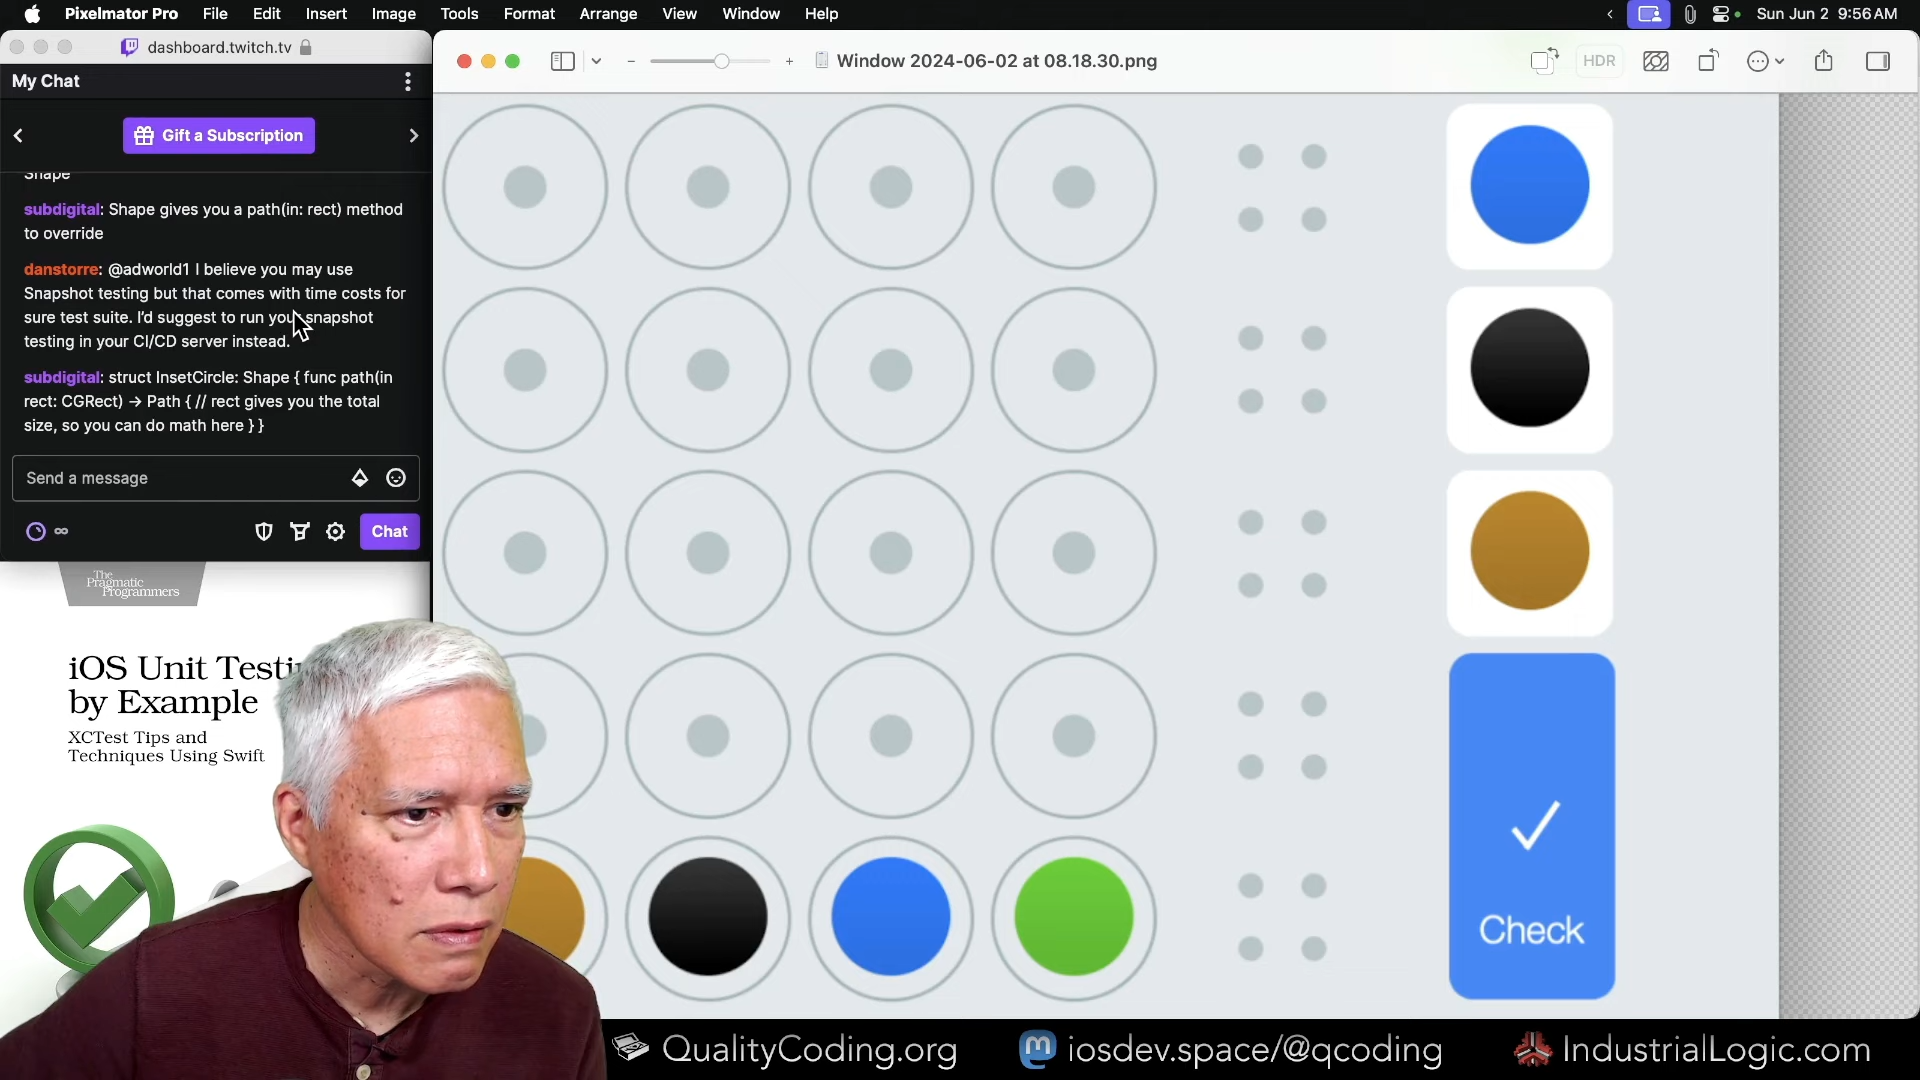 Pixelmator Pro File Edit Insert Image Tools Format Arrange View Window Help Sun Jun 2 9:56 AM
dashboard.twitch.tv
Window 2024-06-02 at 08.18.30.png
HDR
My Chat
Gift a Subscription
Shape
subdigital: Shape gives you a path(in: rect) method
to override
danstorre: @adworld1 I believe you may use
Snapshot testing but that comes with time costs for
sure test suite. I'd suggest to run your snapshot
testing in your CI/CD server instead.
subdigital: struct InsetCircle: Shape { func path(in
rect: CGRect) → Path { // rect gives you the total
size, so you can do math here } }
Send a message
∞
Chat
The
Pragmatic
Programmers
iOS Unit Testi
by Example
XCTest Tips and
Techniques Using Swift
Check
QualityCoding.org
iosdev.space/@qcoding
IndustrialLogic.com